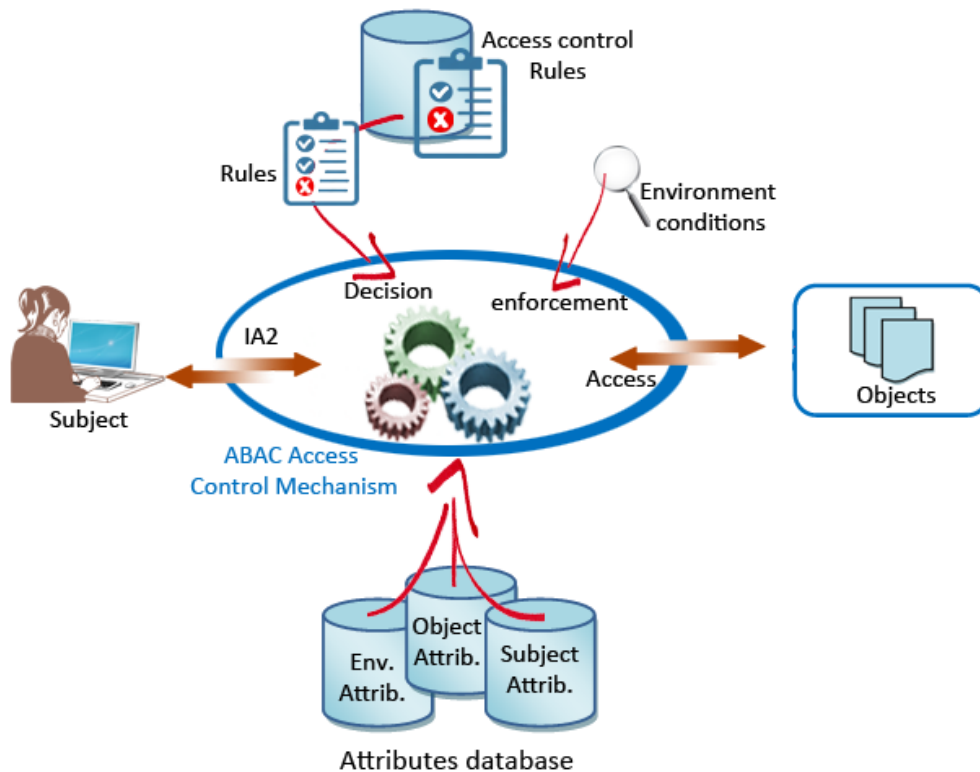 Access control
Rules
Rules
Environment
conditions
Decision
enforcement
IA2
Access
Subject
Objects
ABAC Access
Control Mechanism
Env.
Attrib.
Object
Attrib.
Subject
Attrib.
Attributes database